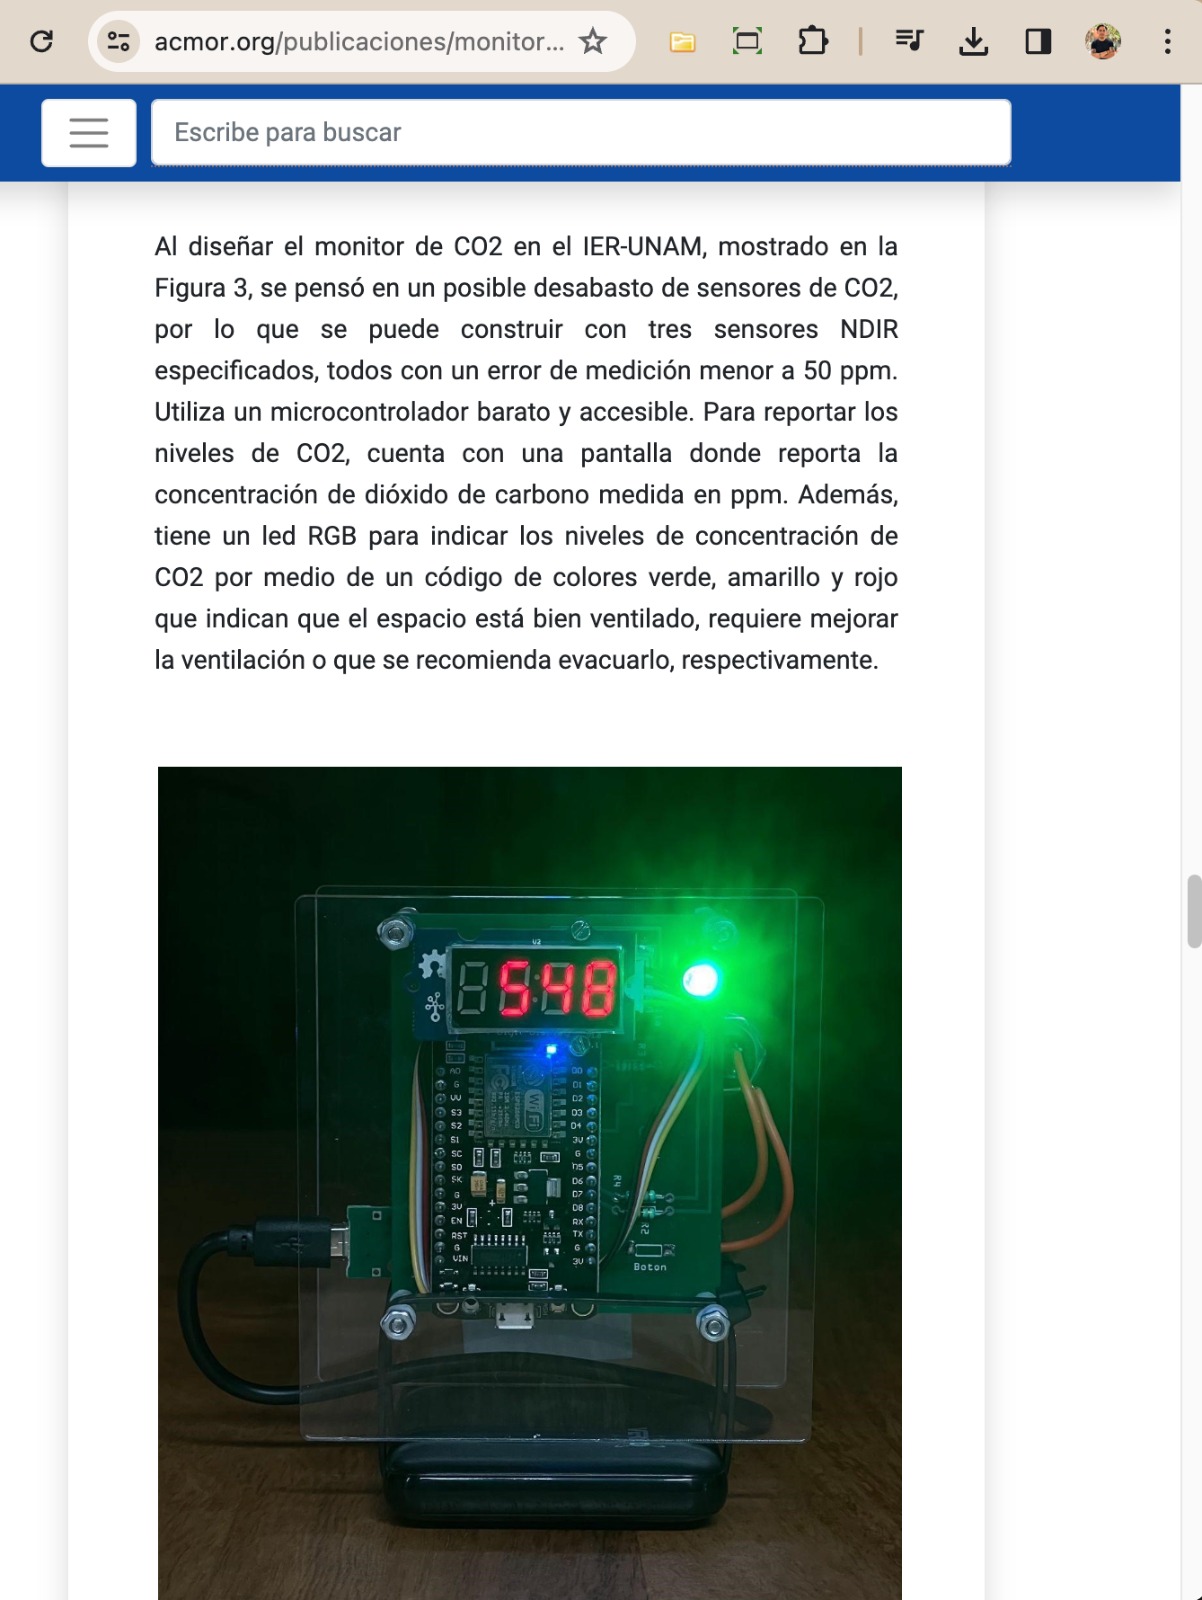 acmor.org/publicaciones/monitor...
Escribe para buscar
Al diseñar el monitor de CO2 en el IER-UNAM, mostrado en la
Figura 3, se pensó en un posible desabasto de sensores de CO2,
por lo que se puede construir con tres sensores NDIR
especificados, todos con un error de medición menor a 50 ppm.
Utiliza un microcontrolador barato y accesible. Para reportar los
niveles de CO2, cuenta con una pantalla donde reporta la
concentración de dióxido de carbono medida en ppm. Además,
tiene un led RGB para indicar los niveles de concentración de
CO2 por medio de un código de colores verde, amarillo y rojo
que indican que el espacio está bien ventilado, requiere mejorar
la ventilación o que se recomienda evacuarlo, respectivamente.
U2
548
A0 D0
G D1
VU D2
S3 D3
S2 D4
S1 3V
SC G
SO D5
SK D6
G D7
3V D8
EN RX
RST TX
G G
VIN 3V
WiFi
R4
R2
Boton